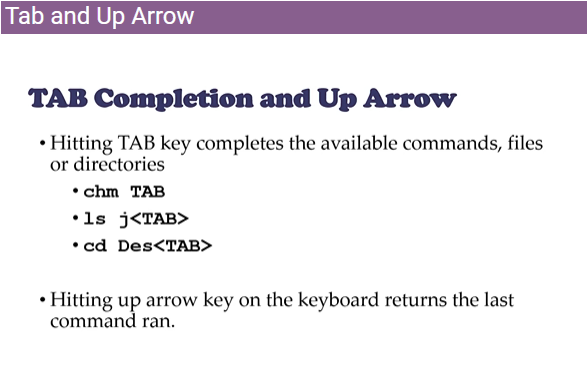 Tab and Up Arrow
TAB Completion and Up Arrow
• Hitting TAB key completes the available commands, files
or directories
• chm TAB
• ls j<TAB>
• cd Des<TAB>
• Hitting up arrow key on the keyboard returns the last
command ran.